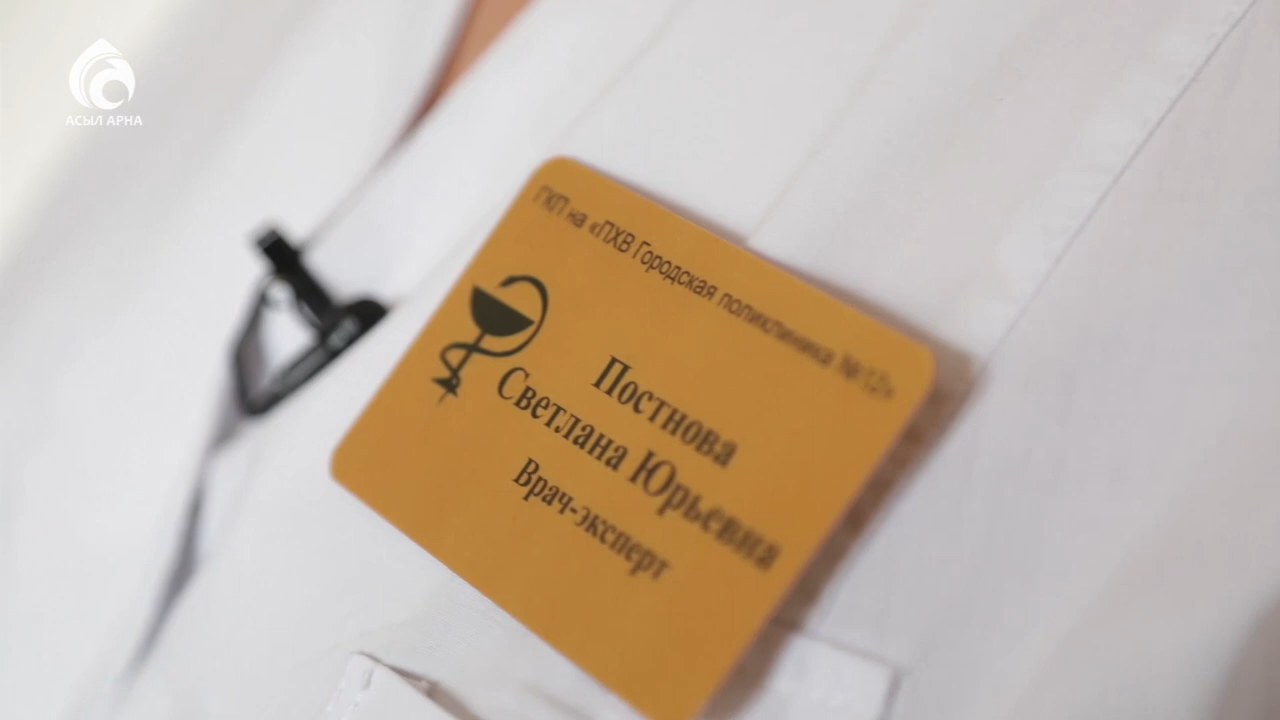 АСЫЛ АРНА
ГКП на «ПХВ Городская поликлиника №12»
Постнова
Светлана Юрьевна
Врач-эксперт